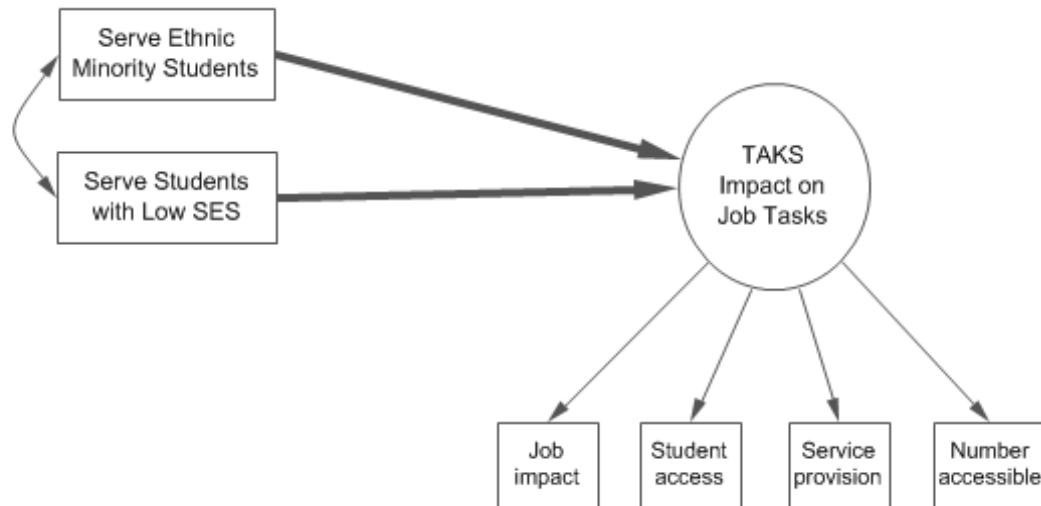 Serve Ethnic
Minority Students
Serve Students
with Low SES
TAKS
Impact on
Job Tasks
Job
impact
Student
access
Service
provision
Number
accessible